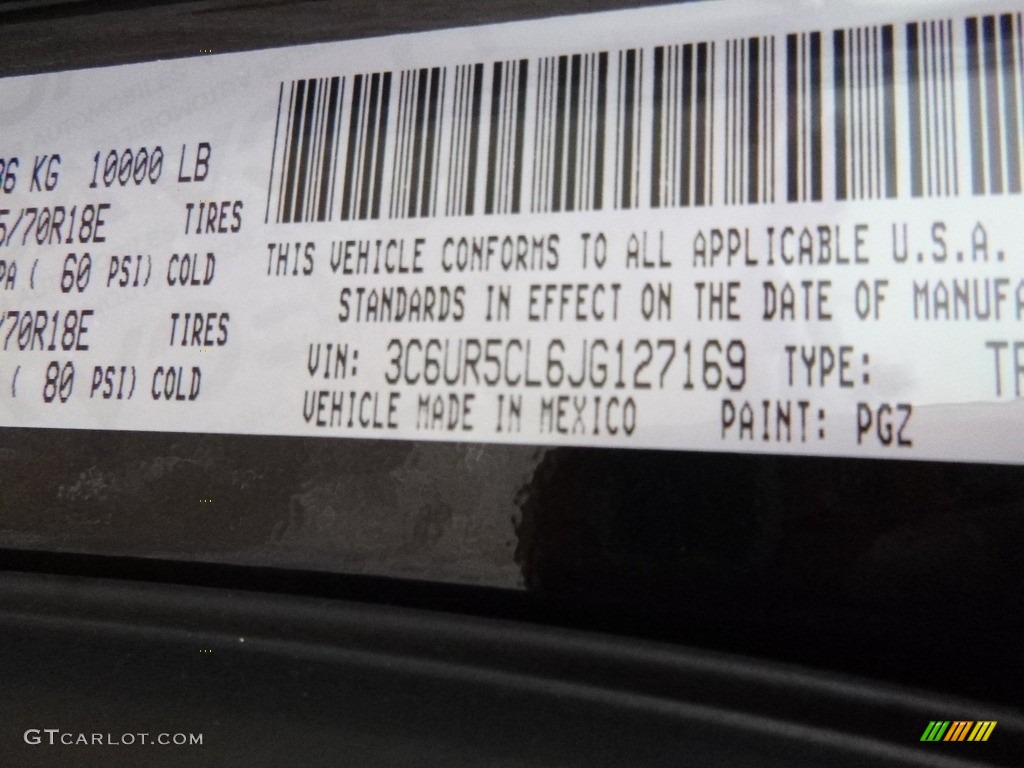 36 KG 10000 LB
5/70R18E TIRES
PA ( 60 PSI) COLD
/70R18E TIRES
( 80 PSI) COLD
THIS VEHICLE CONFORMS TO ALL APPLICABLE U.S.A.
STANDARDS IN EFFECT ON THE DATE OF MANUFA
VIN: 3C6UR5CL6JG127169 TYPE: TR
VEHICLE MADE IN MEXICO PAINT: PGZ
GTCARLOT.COM